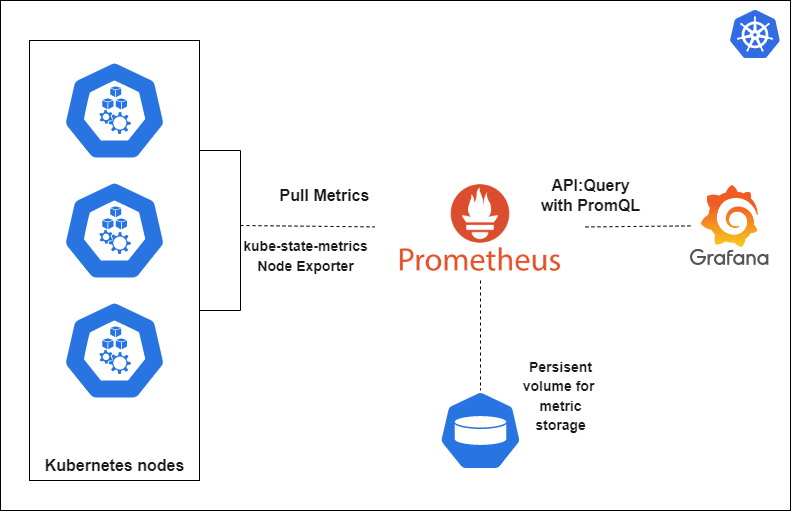 Pull Metrics
kube-state-metrics
Node Exporter
Prometheus
API:Query
with PromQL
Grafana
Persisent
volume for
metric
storage
Kubernetes nodes